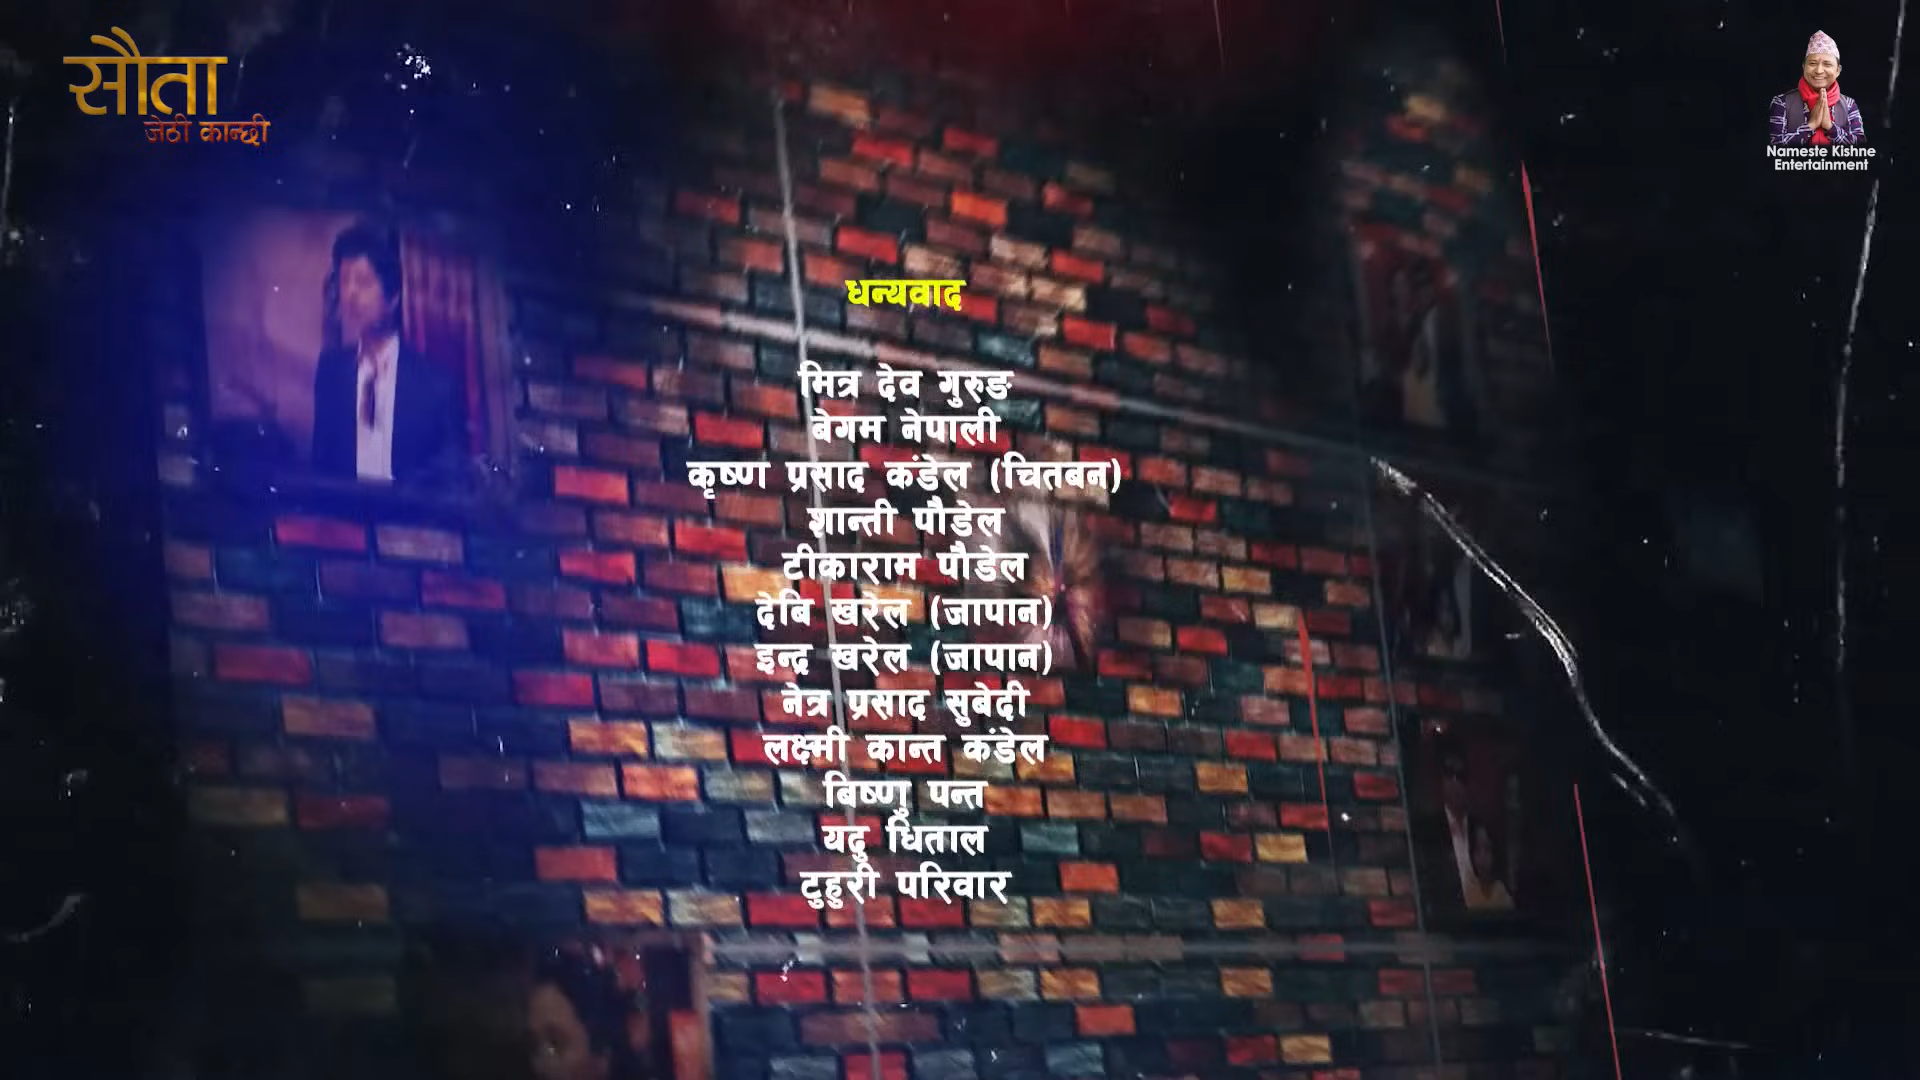 सौता
जेठी कान्छी
Nameste Kishne
Entertainment
धन्यवाद
मित्र देव गुरुङ
बेगम नेपाली
कृष्ण प्रसाद कंडेल (चितबन)
शान्ती पौडेल
टीकाराम पौडेल
देबि खरेल (जापान)
इन्द्र खरेल (जापान)
नेत्र प्रसाद सुबेदी
लक्ष्मी कान्त कंडेल
बिष्णु पन्त
यदु धिताल
टुहुरी परिवार